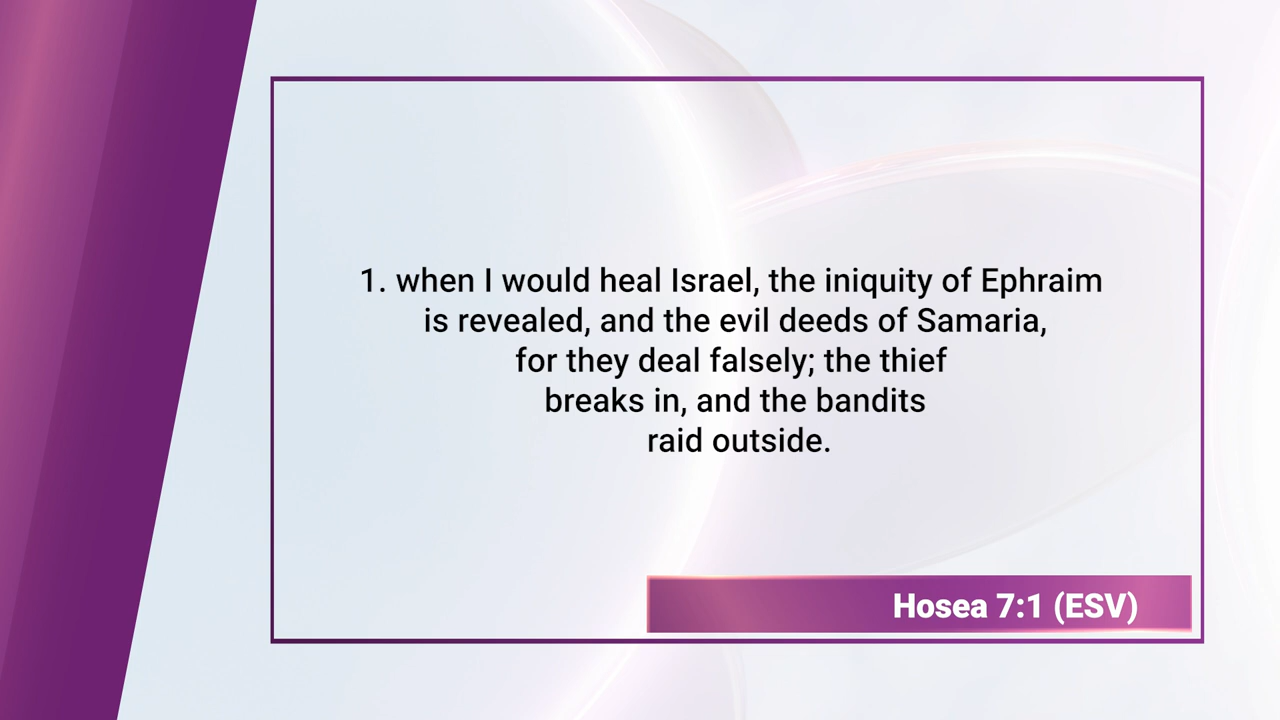 1. when I would heal Israel, the iniquity of Ephraim
is revealed, and the evil deeds of Samaria,
for they deal falsely; the thief
breaks in, and the bandits
raid outside.
Hosea 7:1 (ESV)